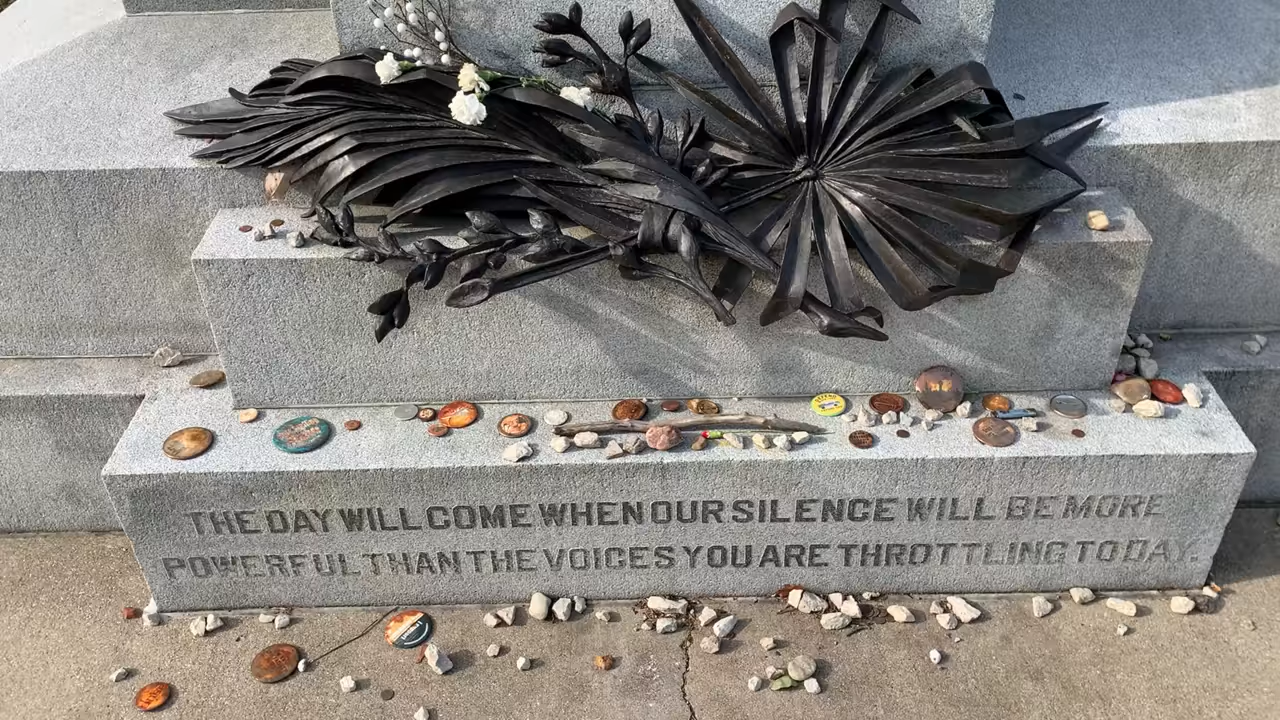 THE DAY WILL COME WHEN OUR SILENCE WILL BE MORE
POWERFUL THAN THE VOICES YOU ARE THROTTLING TODAY.